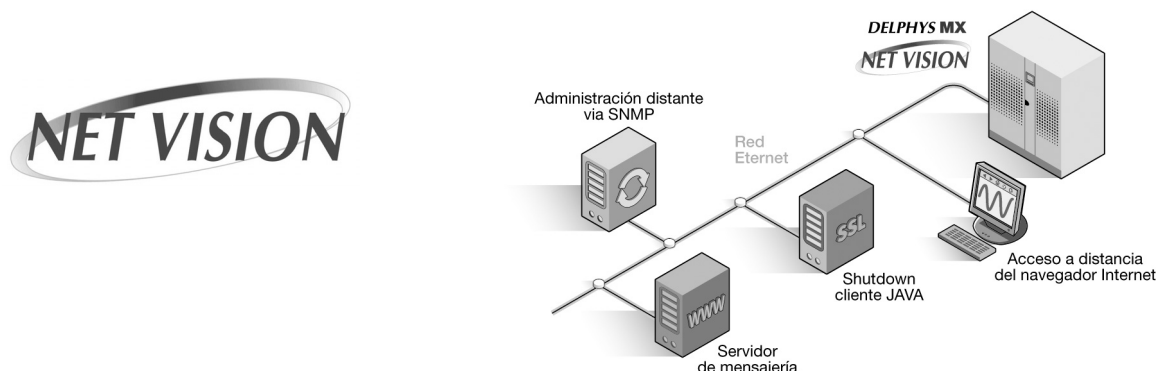 NET VISION
DELPHYS MX
NET VISION
Administración distante
via SNMP
Red
Eternet
SSL
Shutdown
cliente JAVA
Acceso a distancia
del navegador Internet
WWW
Servidor
de mensajería